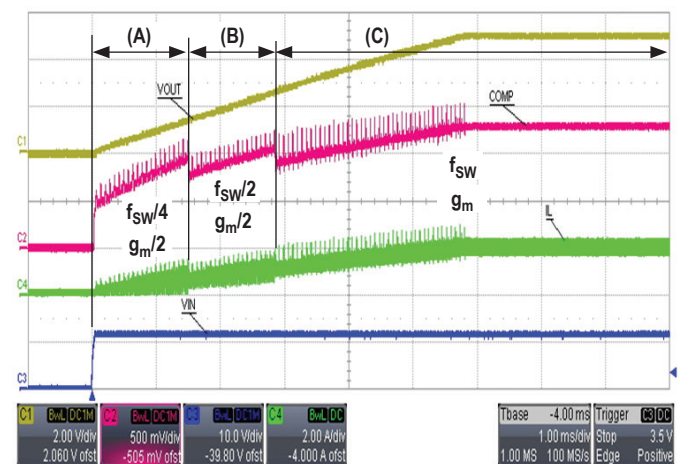 (A)
(B)
(C)
VOUT
COMP
C1
fSW/4
gm/2
fSW/2
gm/2
fSW
gm
C2
IL
C4
VIN
C3
C1 BwL DC1M
2.00 V/div
2.060 V ofst
C2 BwL DC1M
500 mV/div
-505 mV ofst
C3 BwL DC1M
10.0 V/div
-39.80 V ofst
C4 BwL DC
2.00 A/div
-4.000 A ofst
Tbase -4.00 ms
1.00 ms/div
1.00 MS 100 MS/s
Trigger C3 DC
Stop 3.5 V
Edge Positive